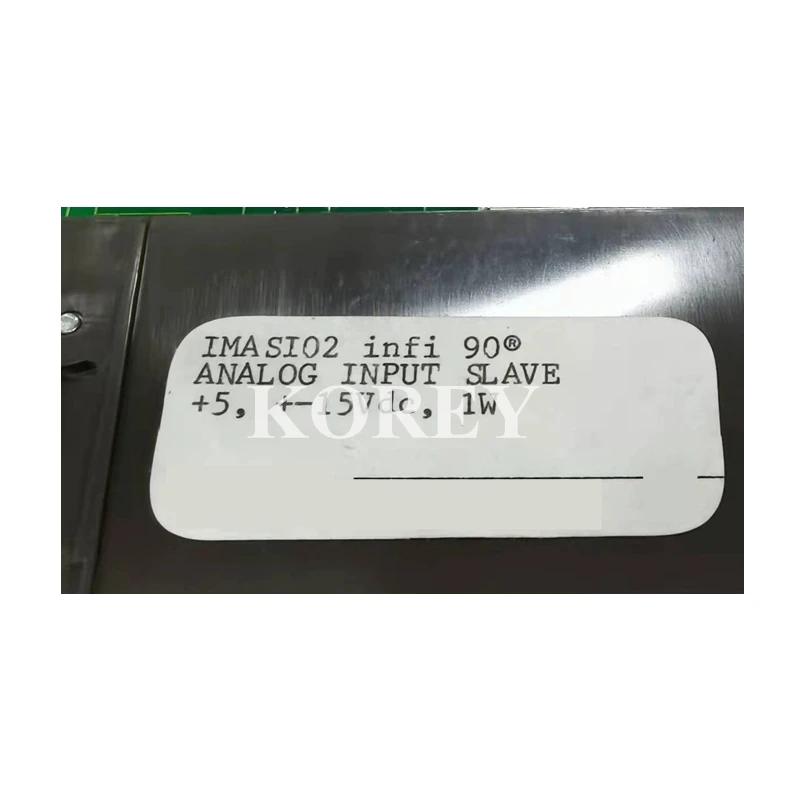 IMASI02 infi 90®
ANALOG INPUT SLAVE
+5, +-15Vdc, 1W
KOREY